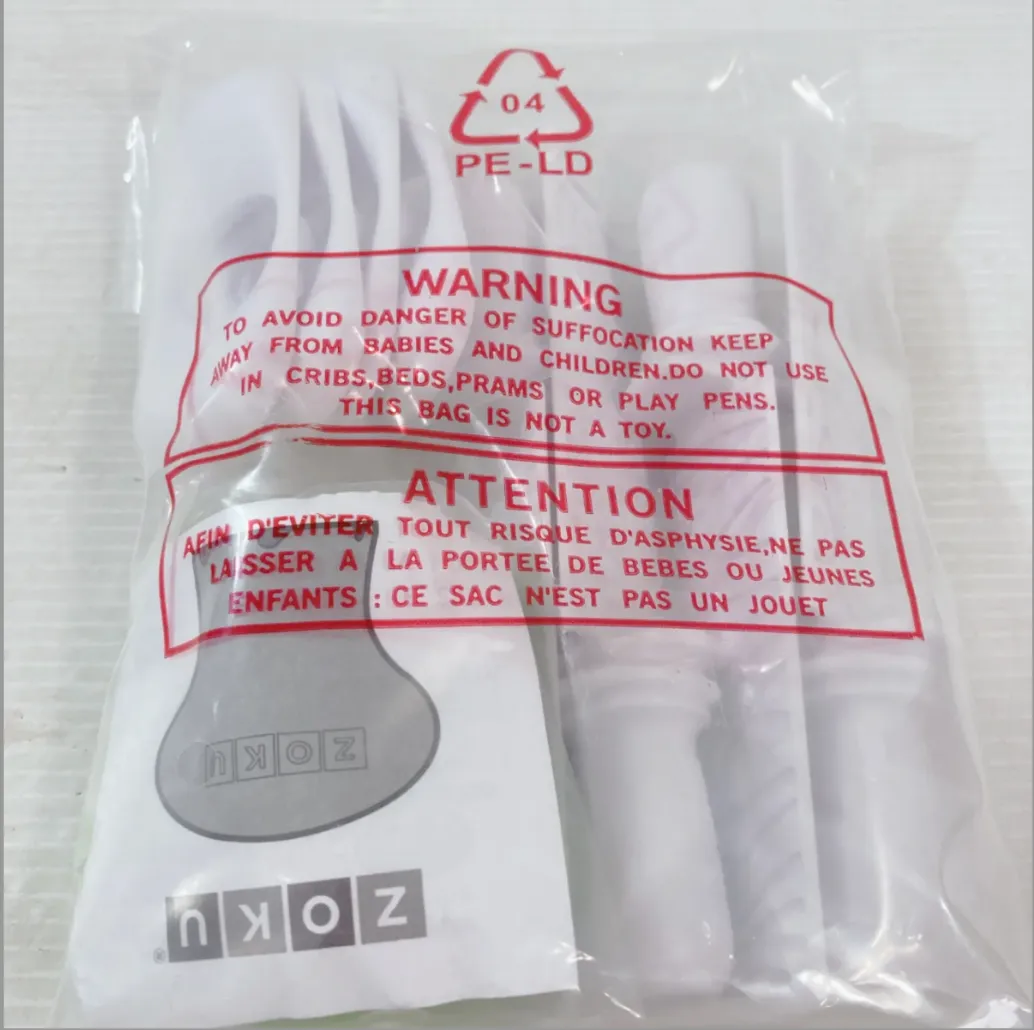 04
PE-LD
WARNING
TO AVOID DANGER OF SUFFOCATION KEEP
AWAY FROM BABIES AND CHILDREN.DO NOT USE
IN CRIBS,BEDS,PRAMS OR PLAY PENS.
THIS BAG IS NOT A TOY.
ATTENTION
AFIN D'EVITER TOUT RISQUE D'ASPHYSIE,NE PAS
LAISSER A LA PORTEE DE BEBES OU JEUNES
ENFANTS : CE SAC N'EST PAS UN JOUET
ZOKU
ZOKU®